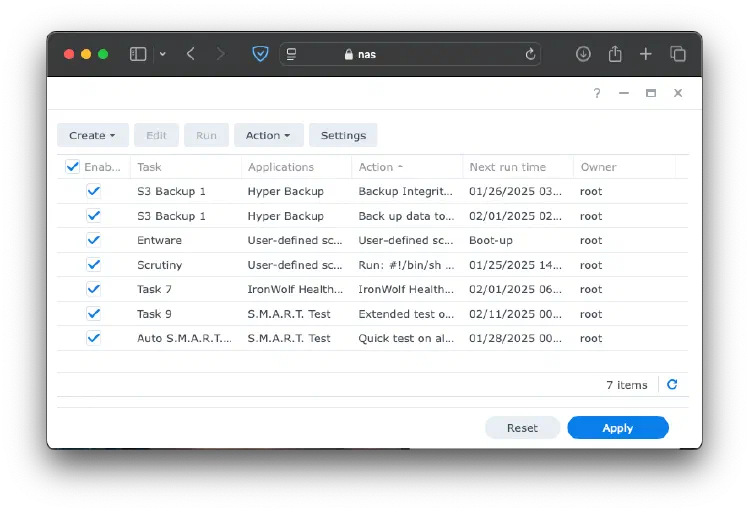 nas
?
Create Edit Run Action Settings
Enab... Task Applications Action Next run time Owner
S3 Backup 1 Hyper Backup Backup Integrit... 01/26/2025 03... root
S3 Backup 1 Hyper Backup Back up data to... 02/01/2025 02... root
Entware User-defined sc... User-defined sc... Boot-up root
Scrutiny User-defined sc... Run: #!/bin/sh ... 01/25/2025 14... root
Task 7 IronWolf Health... IronWolf Health... 02/01/2025 06... root
Task 9 S.M.A.R.T. Test Extended test o... 02/11/2025 00... root
Auto S.M.A.R.T.... S.M.A.R.T. Test Quick test on al... 01/28/2025 00... root
7 items
Reset Apply